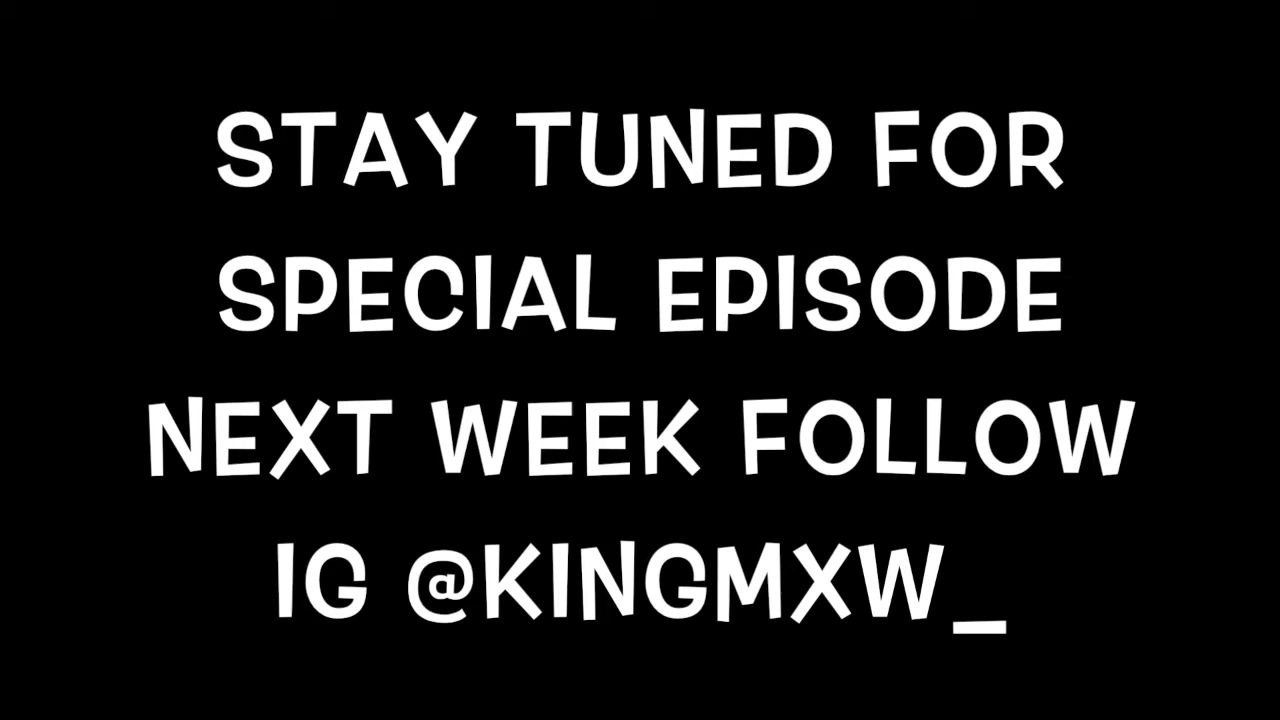 STAY TUNED FOR
SPECIAL EPISODE
NEXT WEEK FOLLOW
IG @KINGMXW_